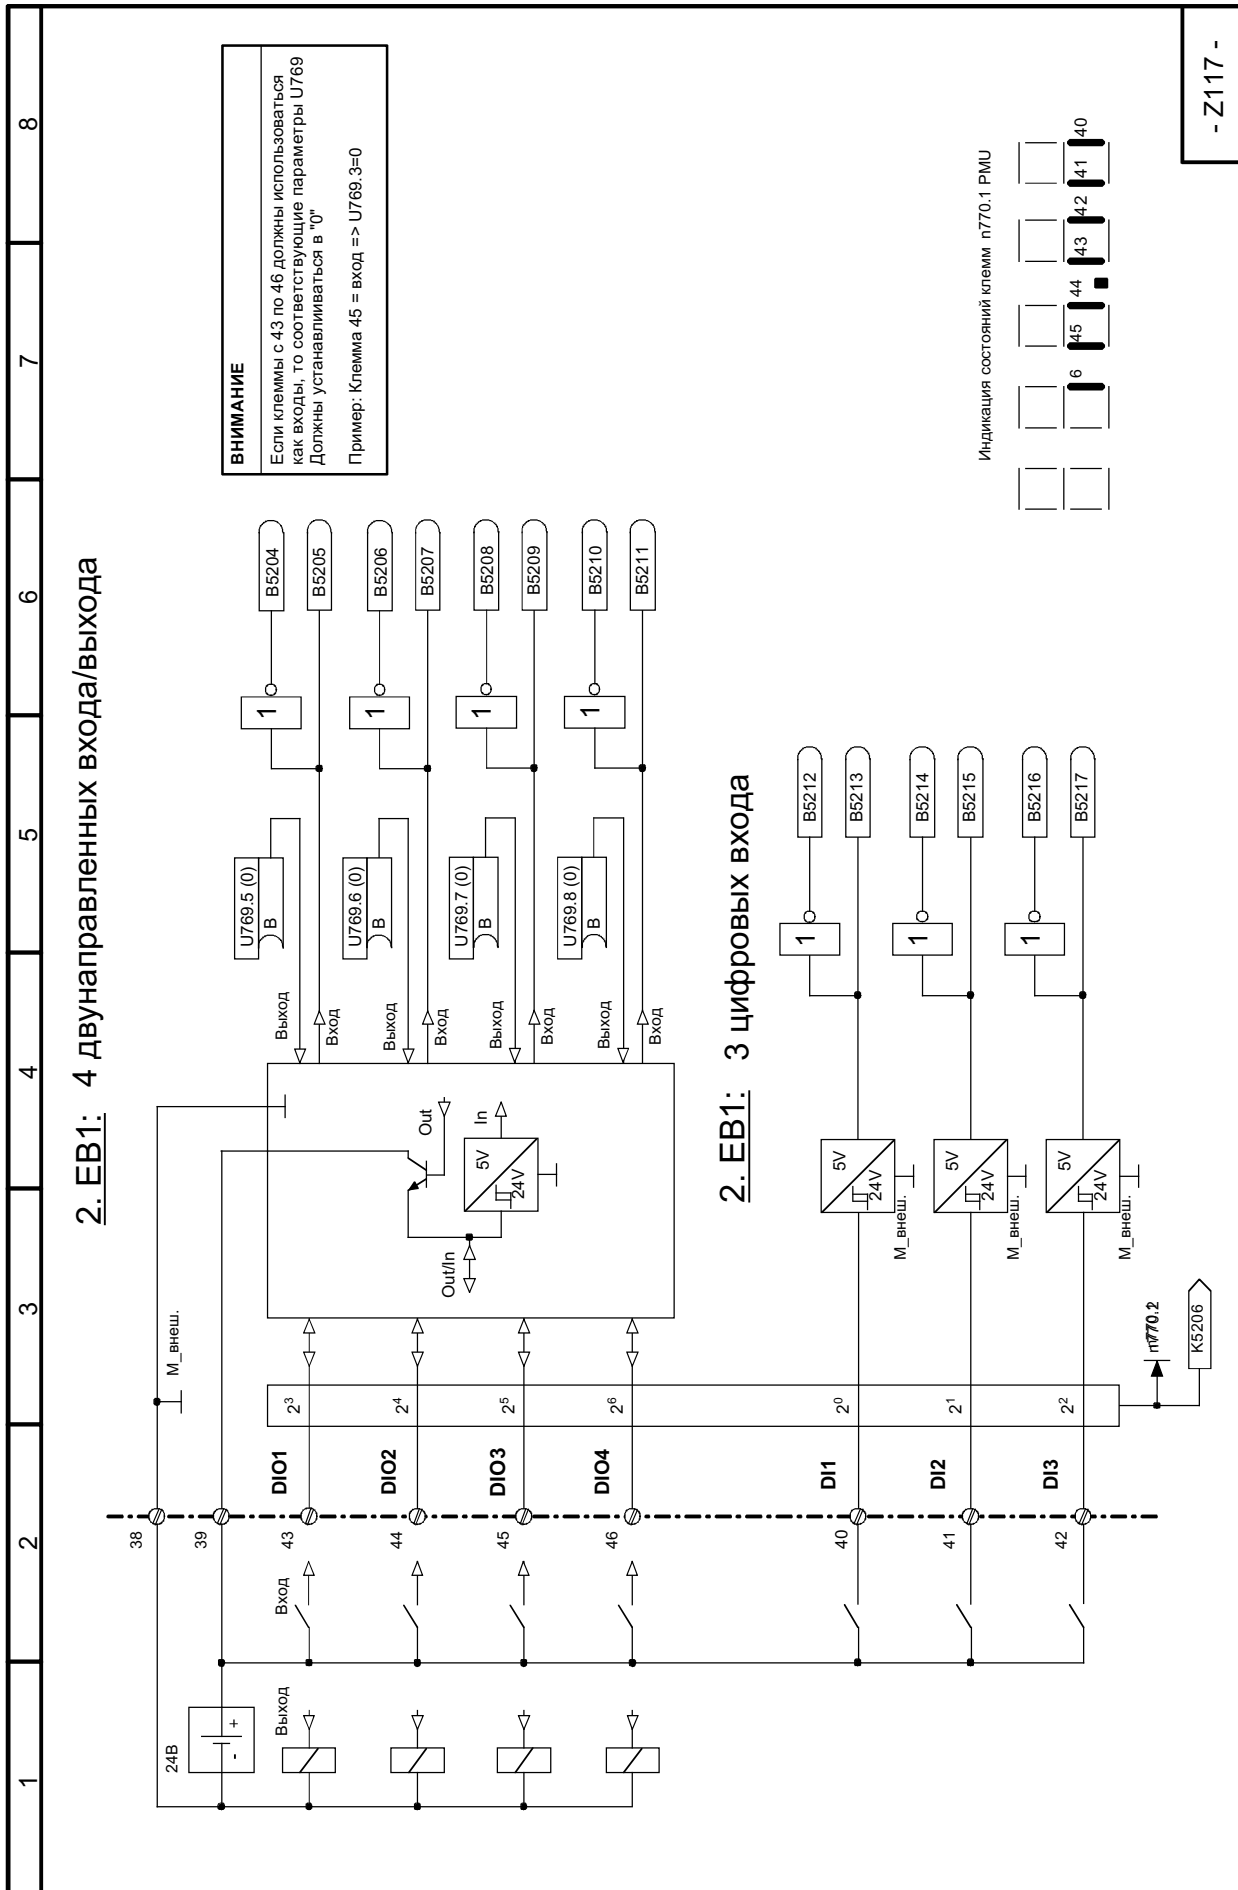 1 2 3 4 5 6 7 8
2. EB1: 4 двунаправленных входа/выхода
ВНИМАНИЕ
Если клеммы с 43 по 46 должны использоваться
как входы, то соответствующие параметры U769
Должны устанавлииваться в "0"
Пример: Клемма 45 = вход => U769.3=0
24В
- +
38
М_внеш.
39
Выход
Вход
43
DIO1
2³
Выход
Вход
U769.5 (0)
B
1
B5204
B5205
44
DIO2
2⁴
Выход
Вход
U769.6 (0)
B
1
B5206
B5207
45
DIO3
2⁵
Выход
Вход
U769.7 (0)
B
1
B5208
B5209
46
DIO4
2⁶
Выход
Вход
U769.8 (0)
B
1
B5210
B5211
Out/In
Out
In
5V
24V
2. EB1: 3 цифровых входа
40
DI1
2⁰
5V
24V
М_внеш.
1
B5212
B5213
41
DI2
2¹
5V
24V
М_внеш.
1
B5214
B5215
42
DI3
2²
5V
24V
М_внеш.
1
B5216
B5217
K5206
Индикация состояний клемм n770.1 PMU
6 45 44 43 42 41 40
- Z117 -